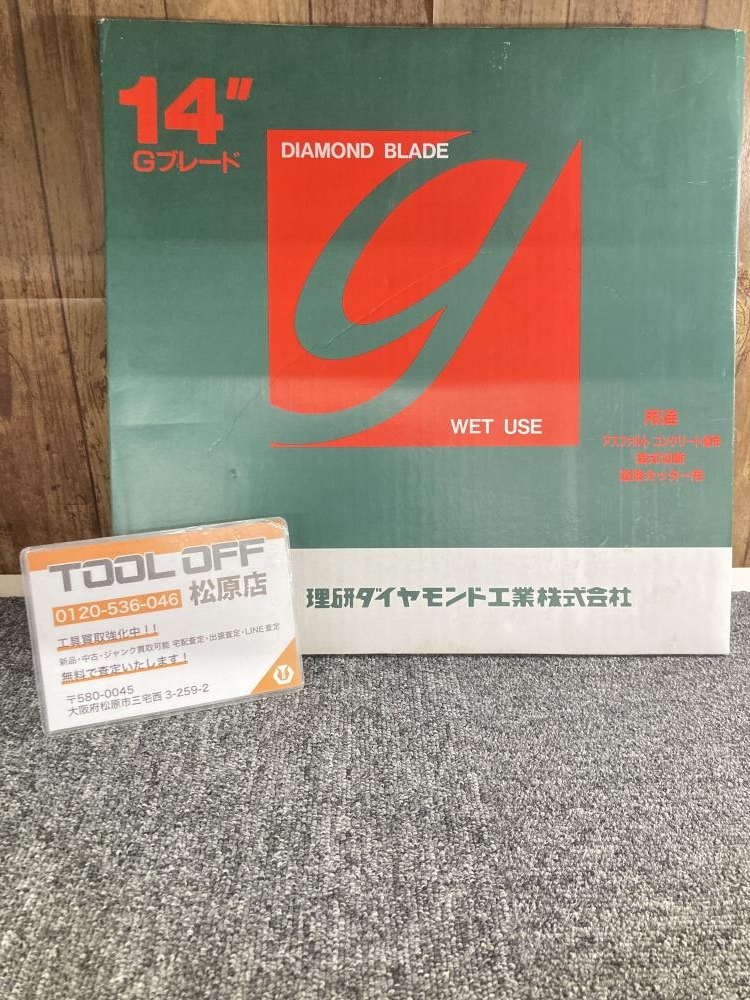 14"
Gブレード
DIAMOND BLADE
WET USE
用途
アスファルト コンクリート兼用
湿式切断
道路カッター用
理研ダイヤモンド工業株式会社
TOOL OFF
0120-536-046 松原店
工具買取強化中!!
新品・中古・ジャンク買取可能 宅配査定・出張査定・LINE査定
無料で査定いたします!
〒580-0045
大阪府松原市三宅西 3-259-2